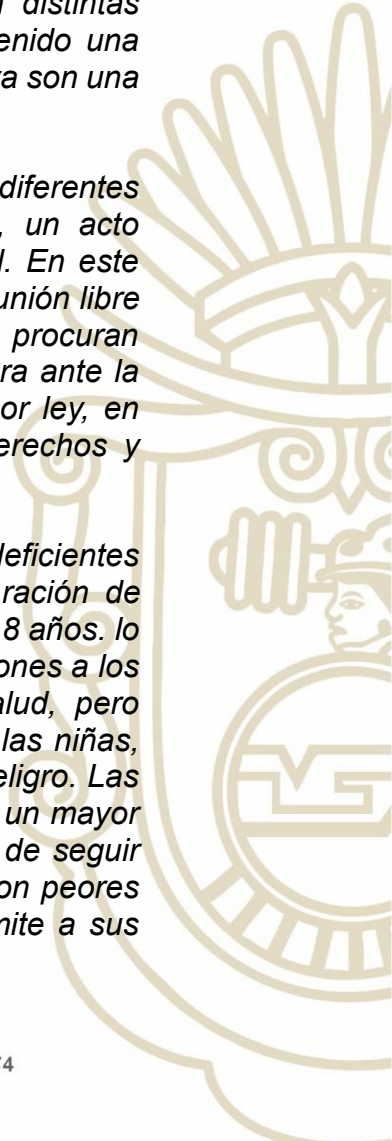 distintas
enido una
va son una
diferentes
, un acto
l. En este
unión libre
procuran
ra ante la
or ley, en
erechos y
deficientes
ración de
8 años. lo
ones a los
alud, pero
las niñas,
eligro. Las
un mayor
de seguir
on peores
mite a sus
74